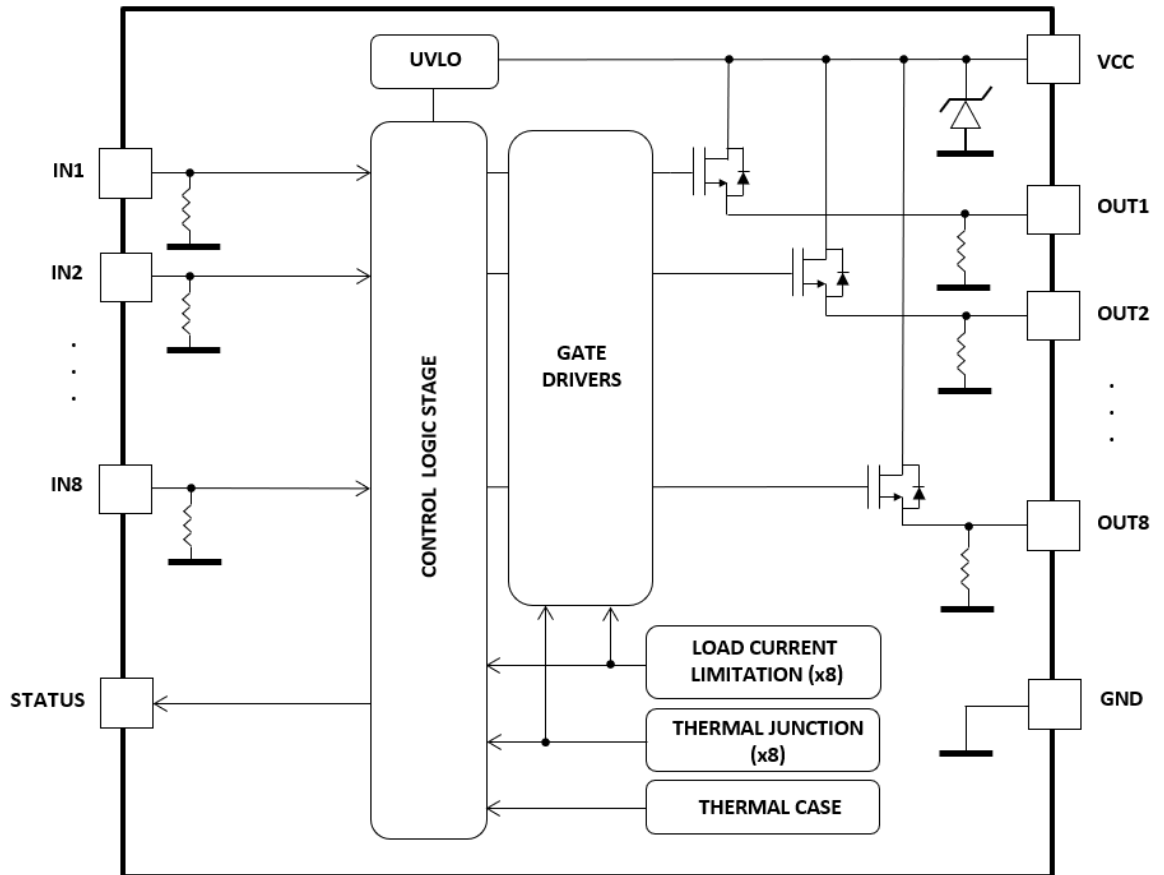 UVLO
VCC
IN1
OUT1
IN2
OUT2
GATE
DRIVERS
CONTROL LOGIC STAGE
IN8
OUT8
LOAD CURRENT
LIMITATION (x8)
STATUS
GND
THERMAL JUNCTION
(x8)
THERMAL CASE